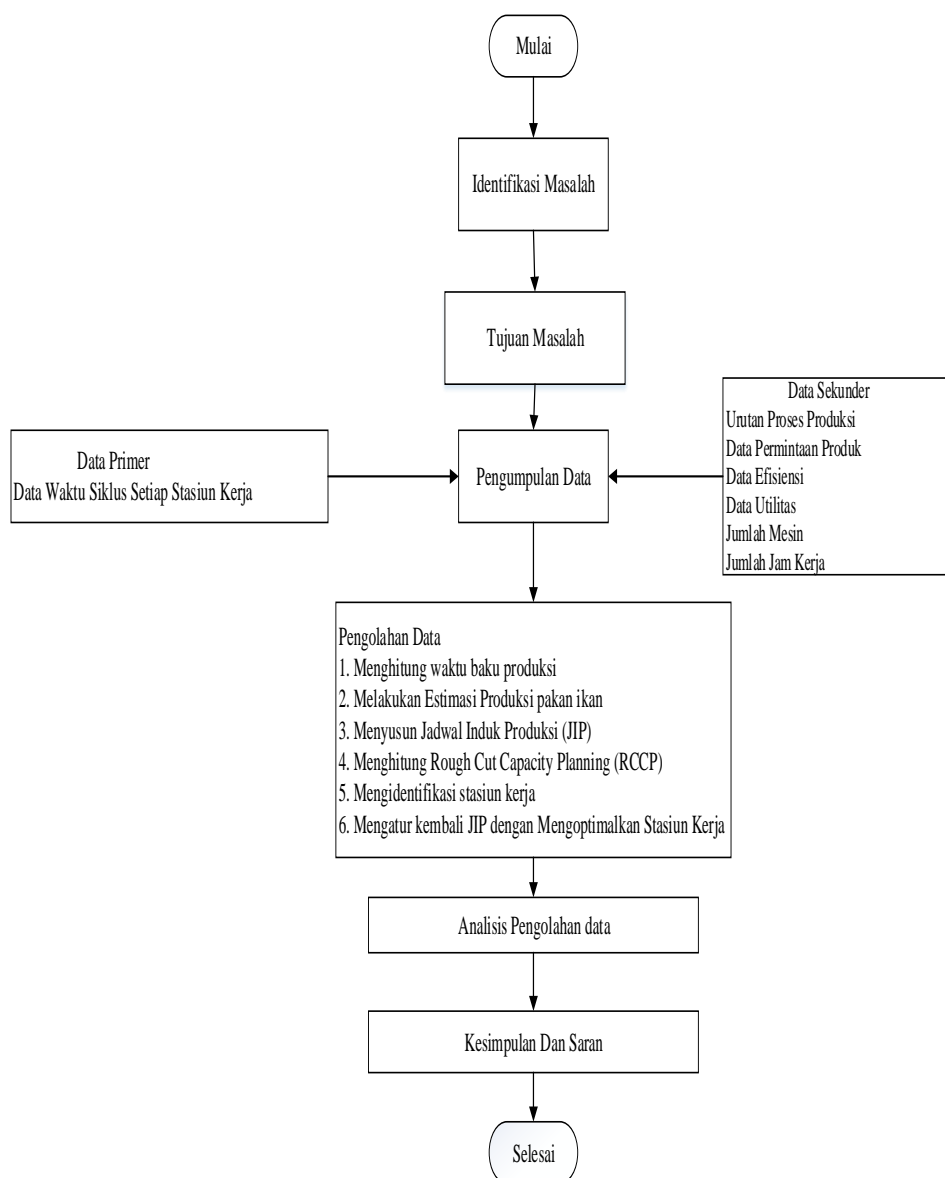 Mulai
Identifikasi Masalah
Tujuan Masalah
Data Primer
Data Waktu Siklus Setiap Stasiun Kerja
Pengumpulan Data
Data Sekunder
Urutan Proses Produksi
Data Permintaan Produk
Data Efisiensi
Data Utilitas
Jumlah Mesin
Jumlah Jam Kerja
Pengolahan Data
1. Menghitung waktu baku produksi
2. Melakukan Estimasi Produksi pakan ikan
3. Menyusun Jadwal Induk Produksi (JIP)
4. Menghitung Rough Cut Capacity Planning (RCCP)
5. Mengidentifikasi stasiun kerja
6. Mengatur kembali JIP dengan Mengoptimalkan Stasiun Kerja
Analisis Pengolahan data
Kesimpulan Dan Saran
Selesai